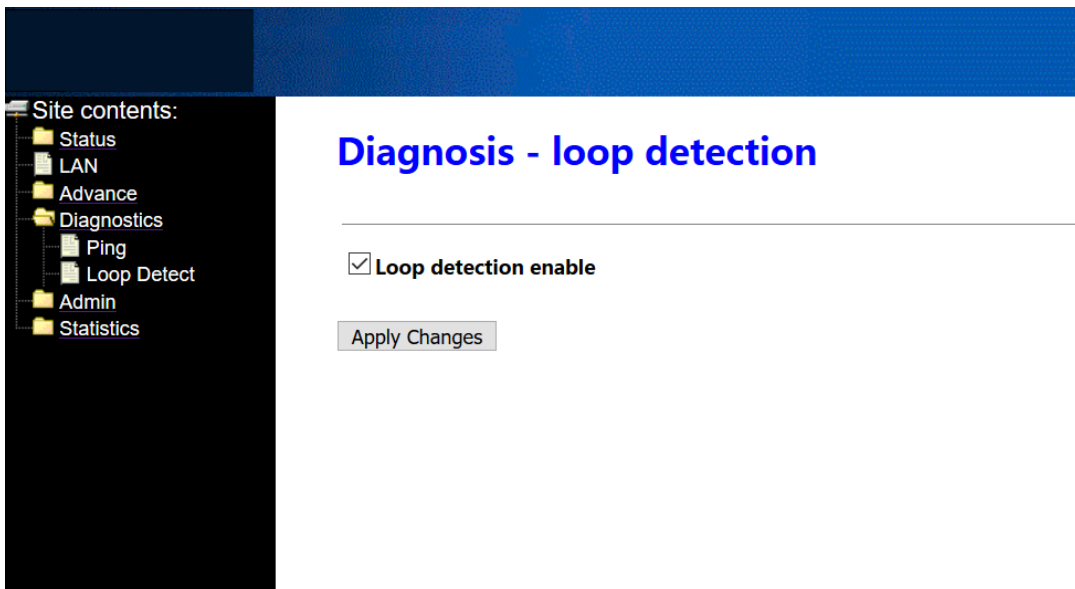 Site contents:
Status
LAN
Advance
Diagnostics
Ping
Loop Detect
Admin
Statistics
Diagnosis - loop detection
Loop detection enable
Apply Changes